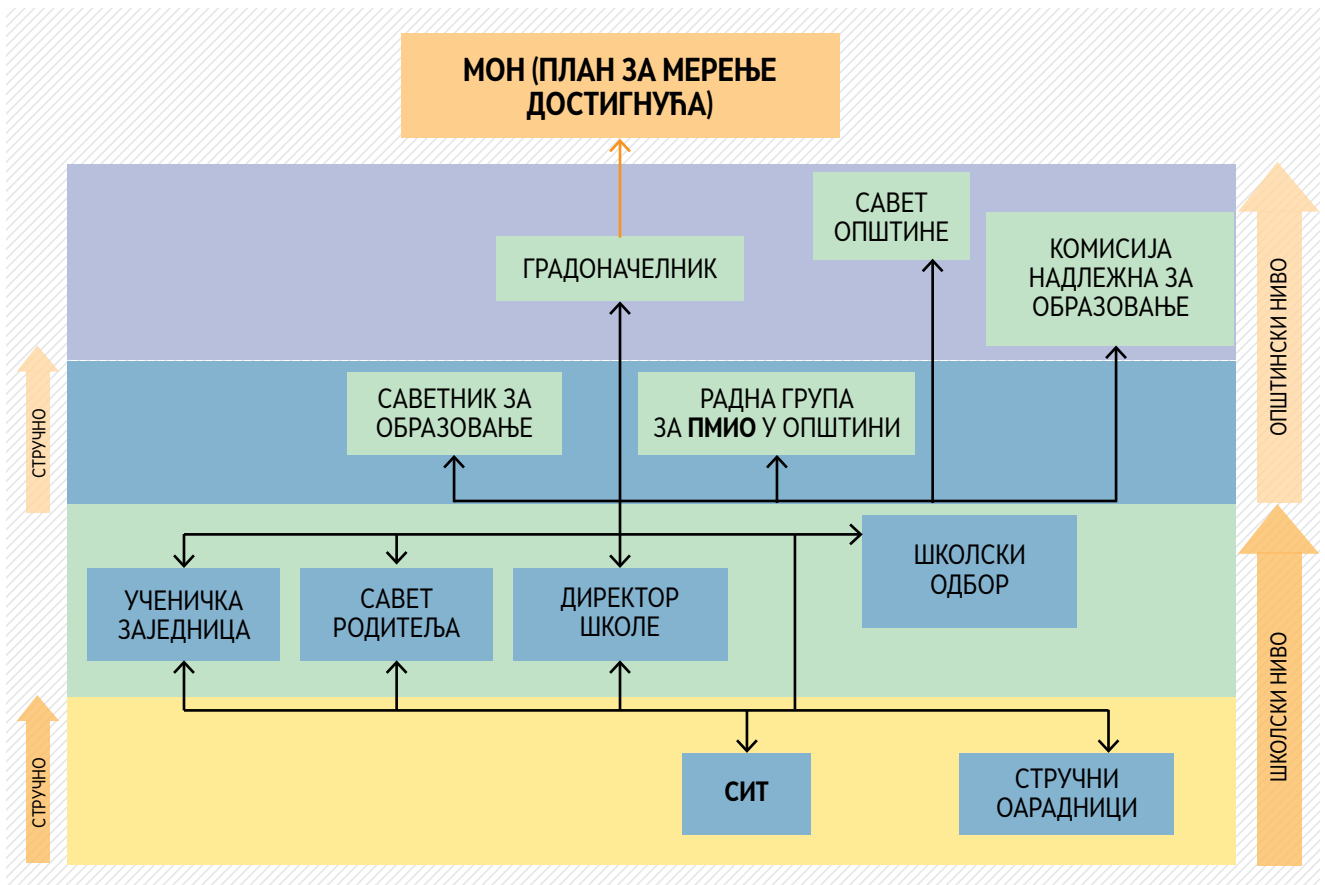 МОН (ПЛАН ЗА МЕРЕЊЕ
ДОСТИГНУЋА)
САВЕТ
ОПШТИНЕ
ГРАДОНАЧЕЛНИК
КОМИСИЈА
НАДЛЕЖНА ЗА
ОБРАЗОВАЊЕ
ОПШТИНСКИ НИВО
СТРУЧНО
САВЕТНИК ЗА
ОБРАЗОВАЊЕ
РАДНА ГРУПА
ЗА ПМИО У ОПШТИНИ
ШКОЛСКИ
ОДБОР
УЧЕНИЧКА
ЗАЈЕДНИЦА
САВЕТ
РОДИТЕЉА
ДИРЕКТОР
ШКОЛЕ
ШКОЛСКИ НИВО
СТРУЧНО
СИТ
СТРУЧНИ
ОАРАДНИЦИ